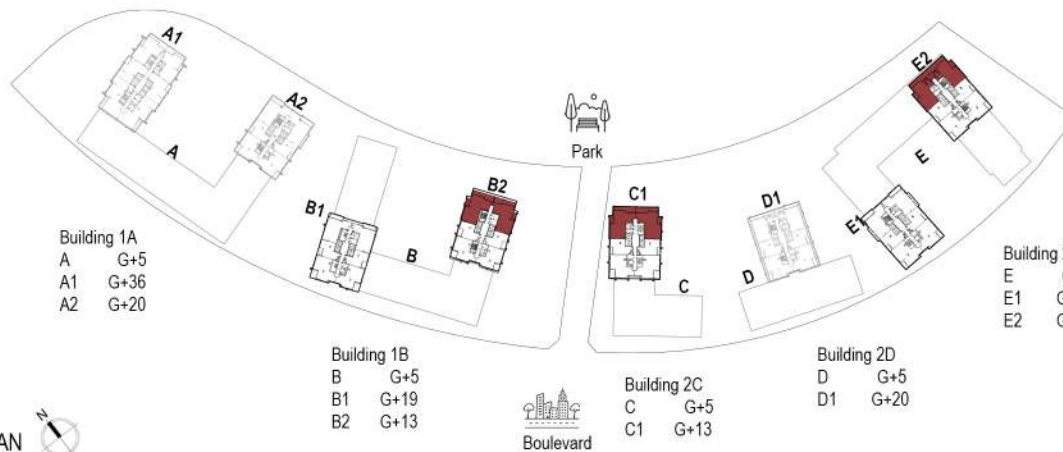 A1
A2
A
B1
B2
B
Park
C1
C
D1
D
E2
E
E1
Building 1A
A G+5
A1 G+36
A2 G+20
Building 1B
B G+5
B1 G+19
B2 G+13
Boulevard
Building 2C
C G+5
C1 G+13
Building 2D
D G+5
D1 G+20
Building
E
E1
E2
N